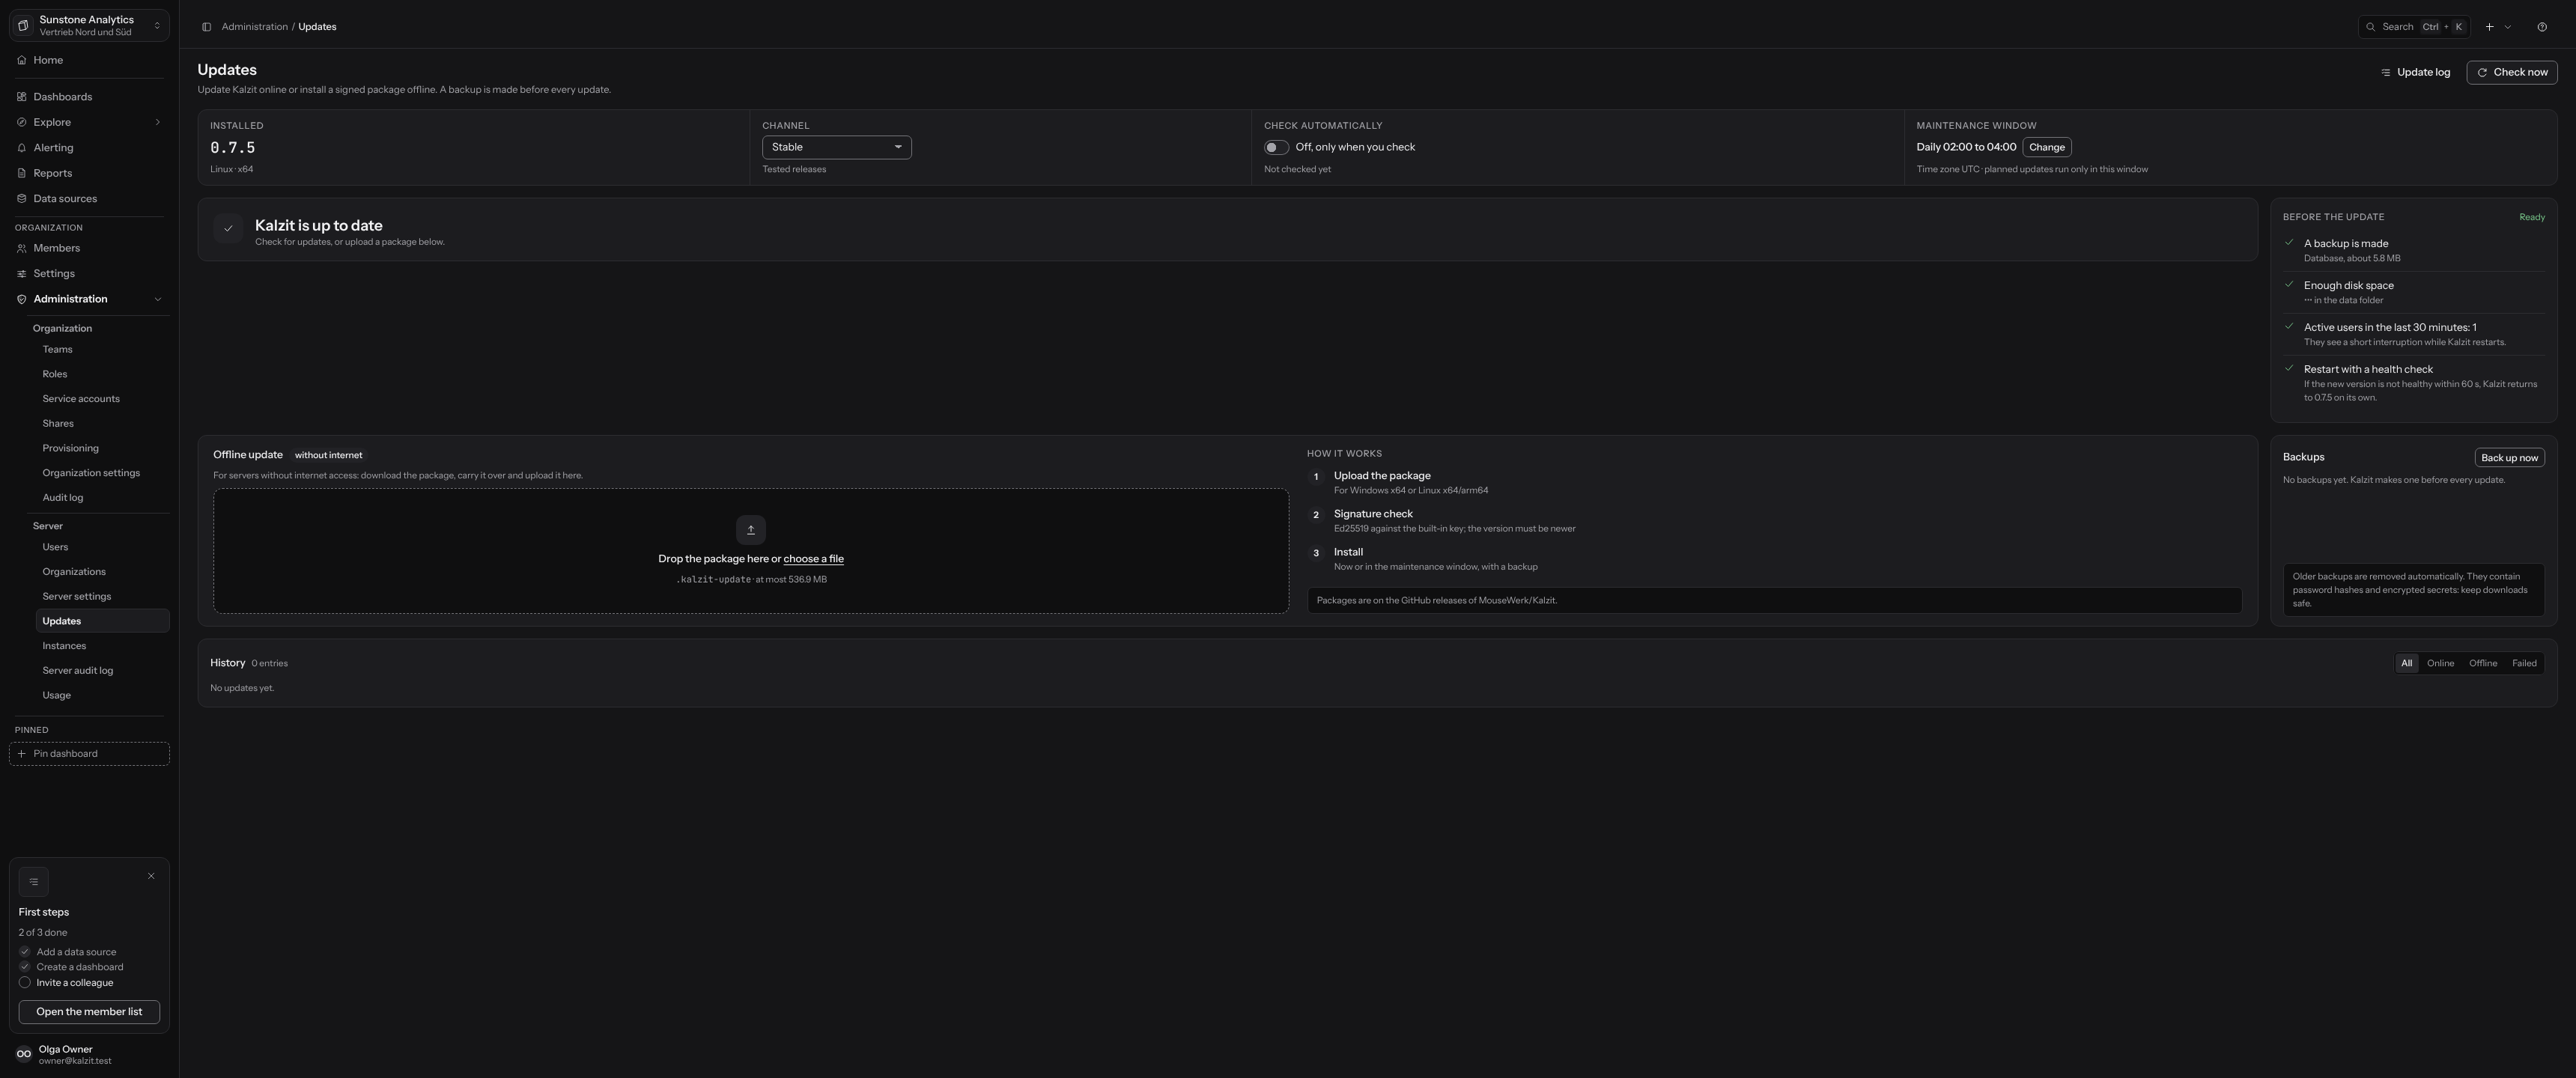 Sunstone Analytics
Vertrieb Nord und Süd
Home
Dashboards
Explore
Alerting
Reports
Data sources
ORGANIZATION
Members
Settings
Administration
Organization
Teams
Roles
Service accounts
Shares
Provisioning
Organization settings
Audit log
Server
Users
Organizations
Server settings
Updates
Instances
Server audit log
Usage
PINNED
Pin dashboard
First steps
2 of 3 done
Add a data source
Create a dashboard
Invite a colleague
Open the member list
OO
Olga Owner
owner@kalzit.test
Administration / Updates
Search Ctrl + K
Updates
Update Kalzit online or install a signed package offline. A backup is made before every update.
Update log
Check now
INSTALLED
0.7.5
Linux · x64
CHANNEL
Stable
Tested releases
CHECK AUTOMATICALLY
Off, only when you check
Not checked yet
MAINTENANCE WINDOW
Daily 02:00 to 04:00 Change
Time zone UTC · planned updates run only in this window
Kalzit is up to date
Check for updates, or upload a package below.
BEFORE THE UPDATE Ready
A backup is made
Database, about 5.8 MB
Enough disk space
··· in the data folder
Active users in the last 30 minutes: 1
They see a short interruption while Kalzit restarts.
Restart with a health check
If the new version is not healthy within 60 s, Kalzit returns
to 0.7.5 on its own.
Offline update without internet
For servers without internet access: download the package, carry it over and upload it here.
Drop the package here or choose a file
.kalzit-update · at most 536.9 MB
HOW IT WORKS
1 Upload the package
For Windows x64 or Linux x64/arm64
2 Signature check
Ed25519 against the built-in key; the version must be newer
3 Install
Now or in the maintenance window, with a backup
Packages are on the GitHub releases of MouseWerk/Kalzit.
Backups Back up now
No backups yet. Kalzit makes one before every update.
Older backups are removed automatically. They contain
password hashes and encrypted secrets: keep downloads
safe.
History 0 entries
All Online Offline Failed
No updates yet.